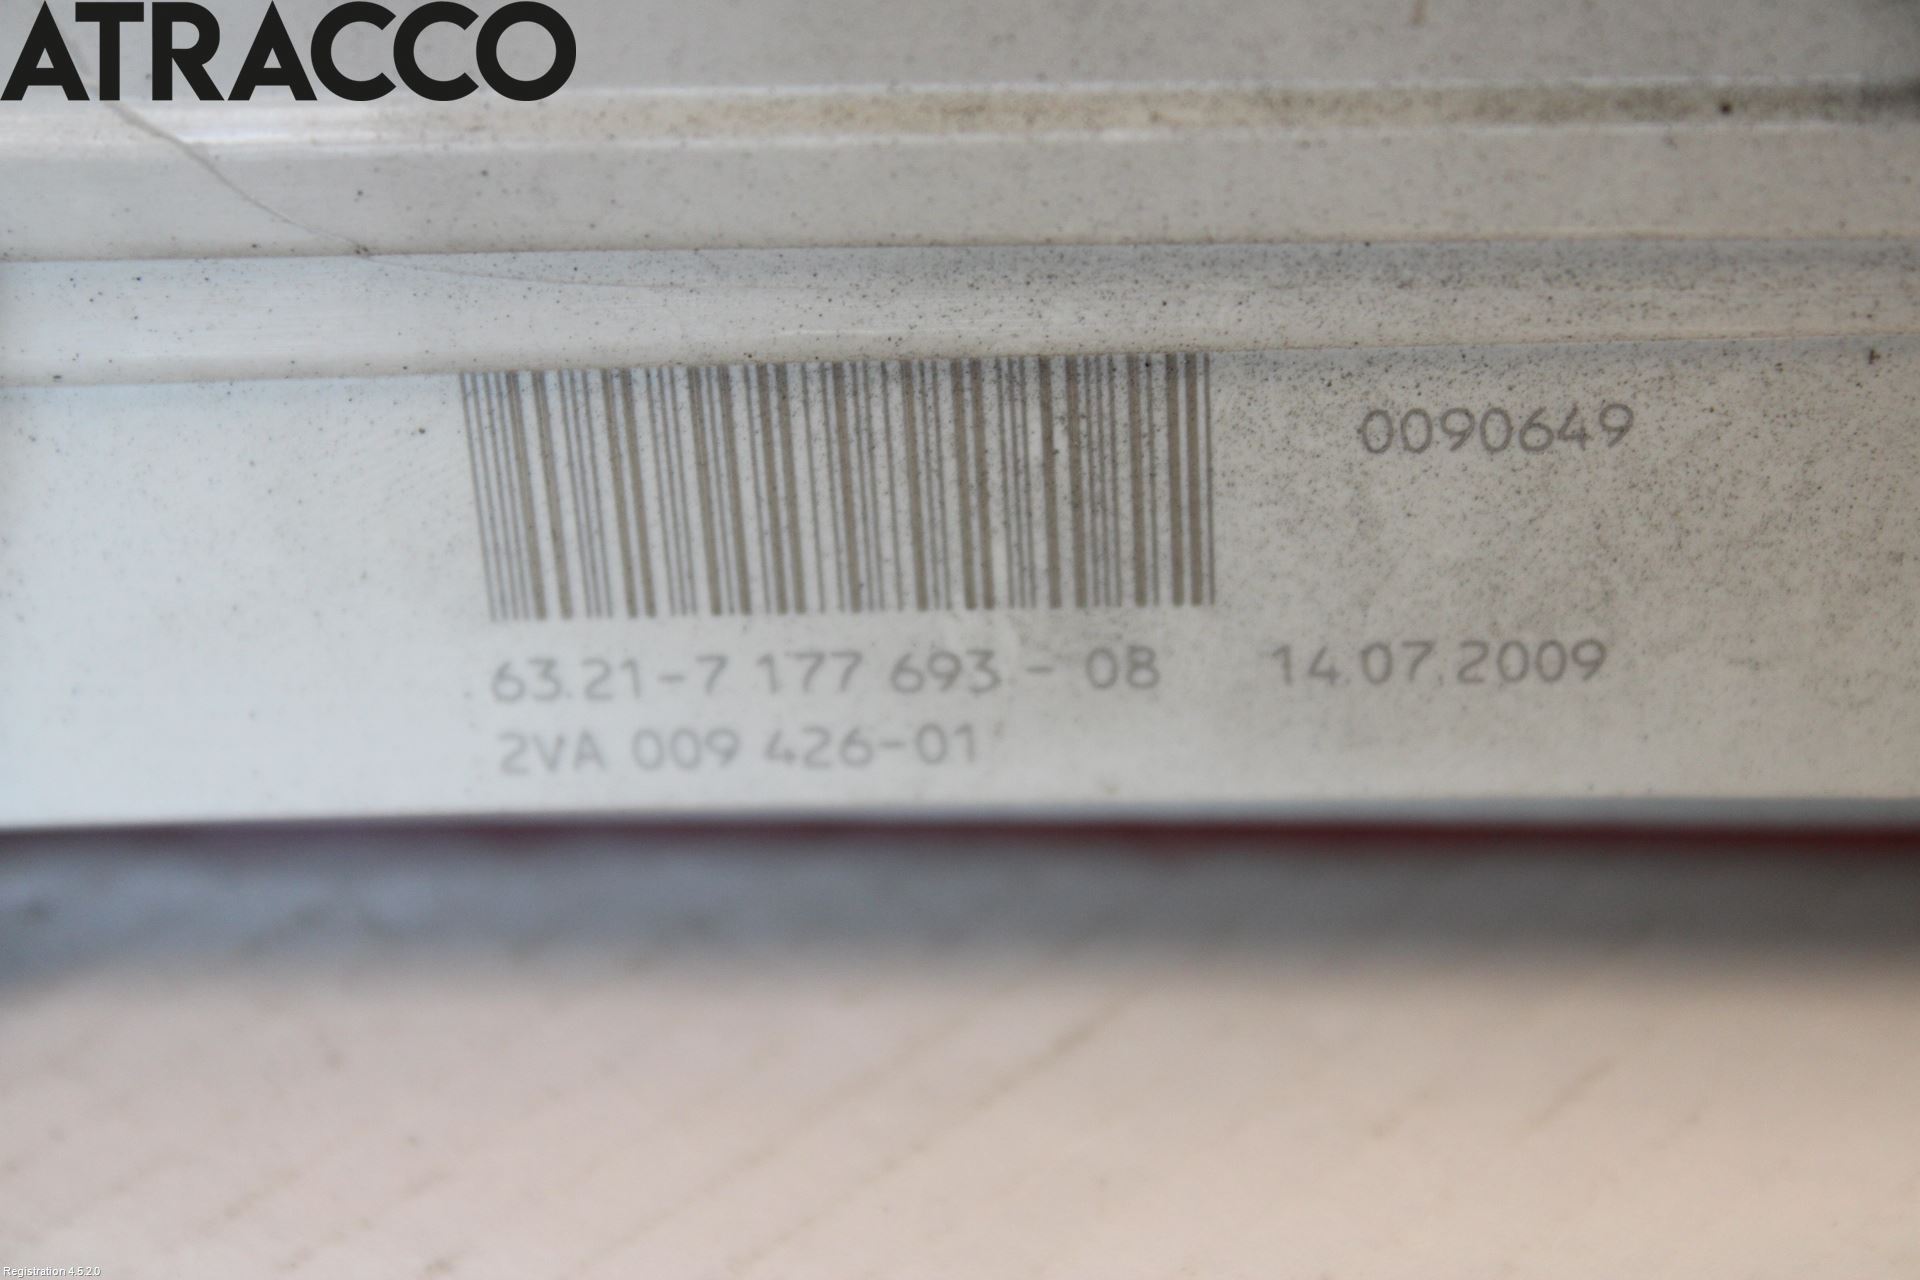 ATRACCO
0090649
63.21-7 177 693 - 08 14.07.2009
2VA 009 426-01
Registration 4.5.2.0